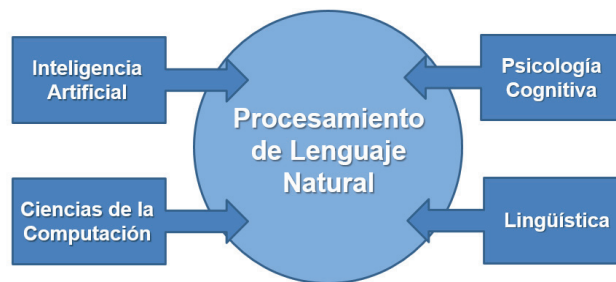 Inteligencia
Artificial
Psicología
Cognitiva
Procesamiento
de Lenguaje
Natural
Ciencias de la
Computación
Lingüística